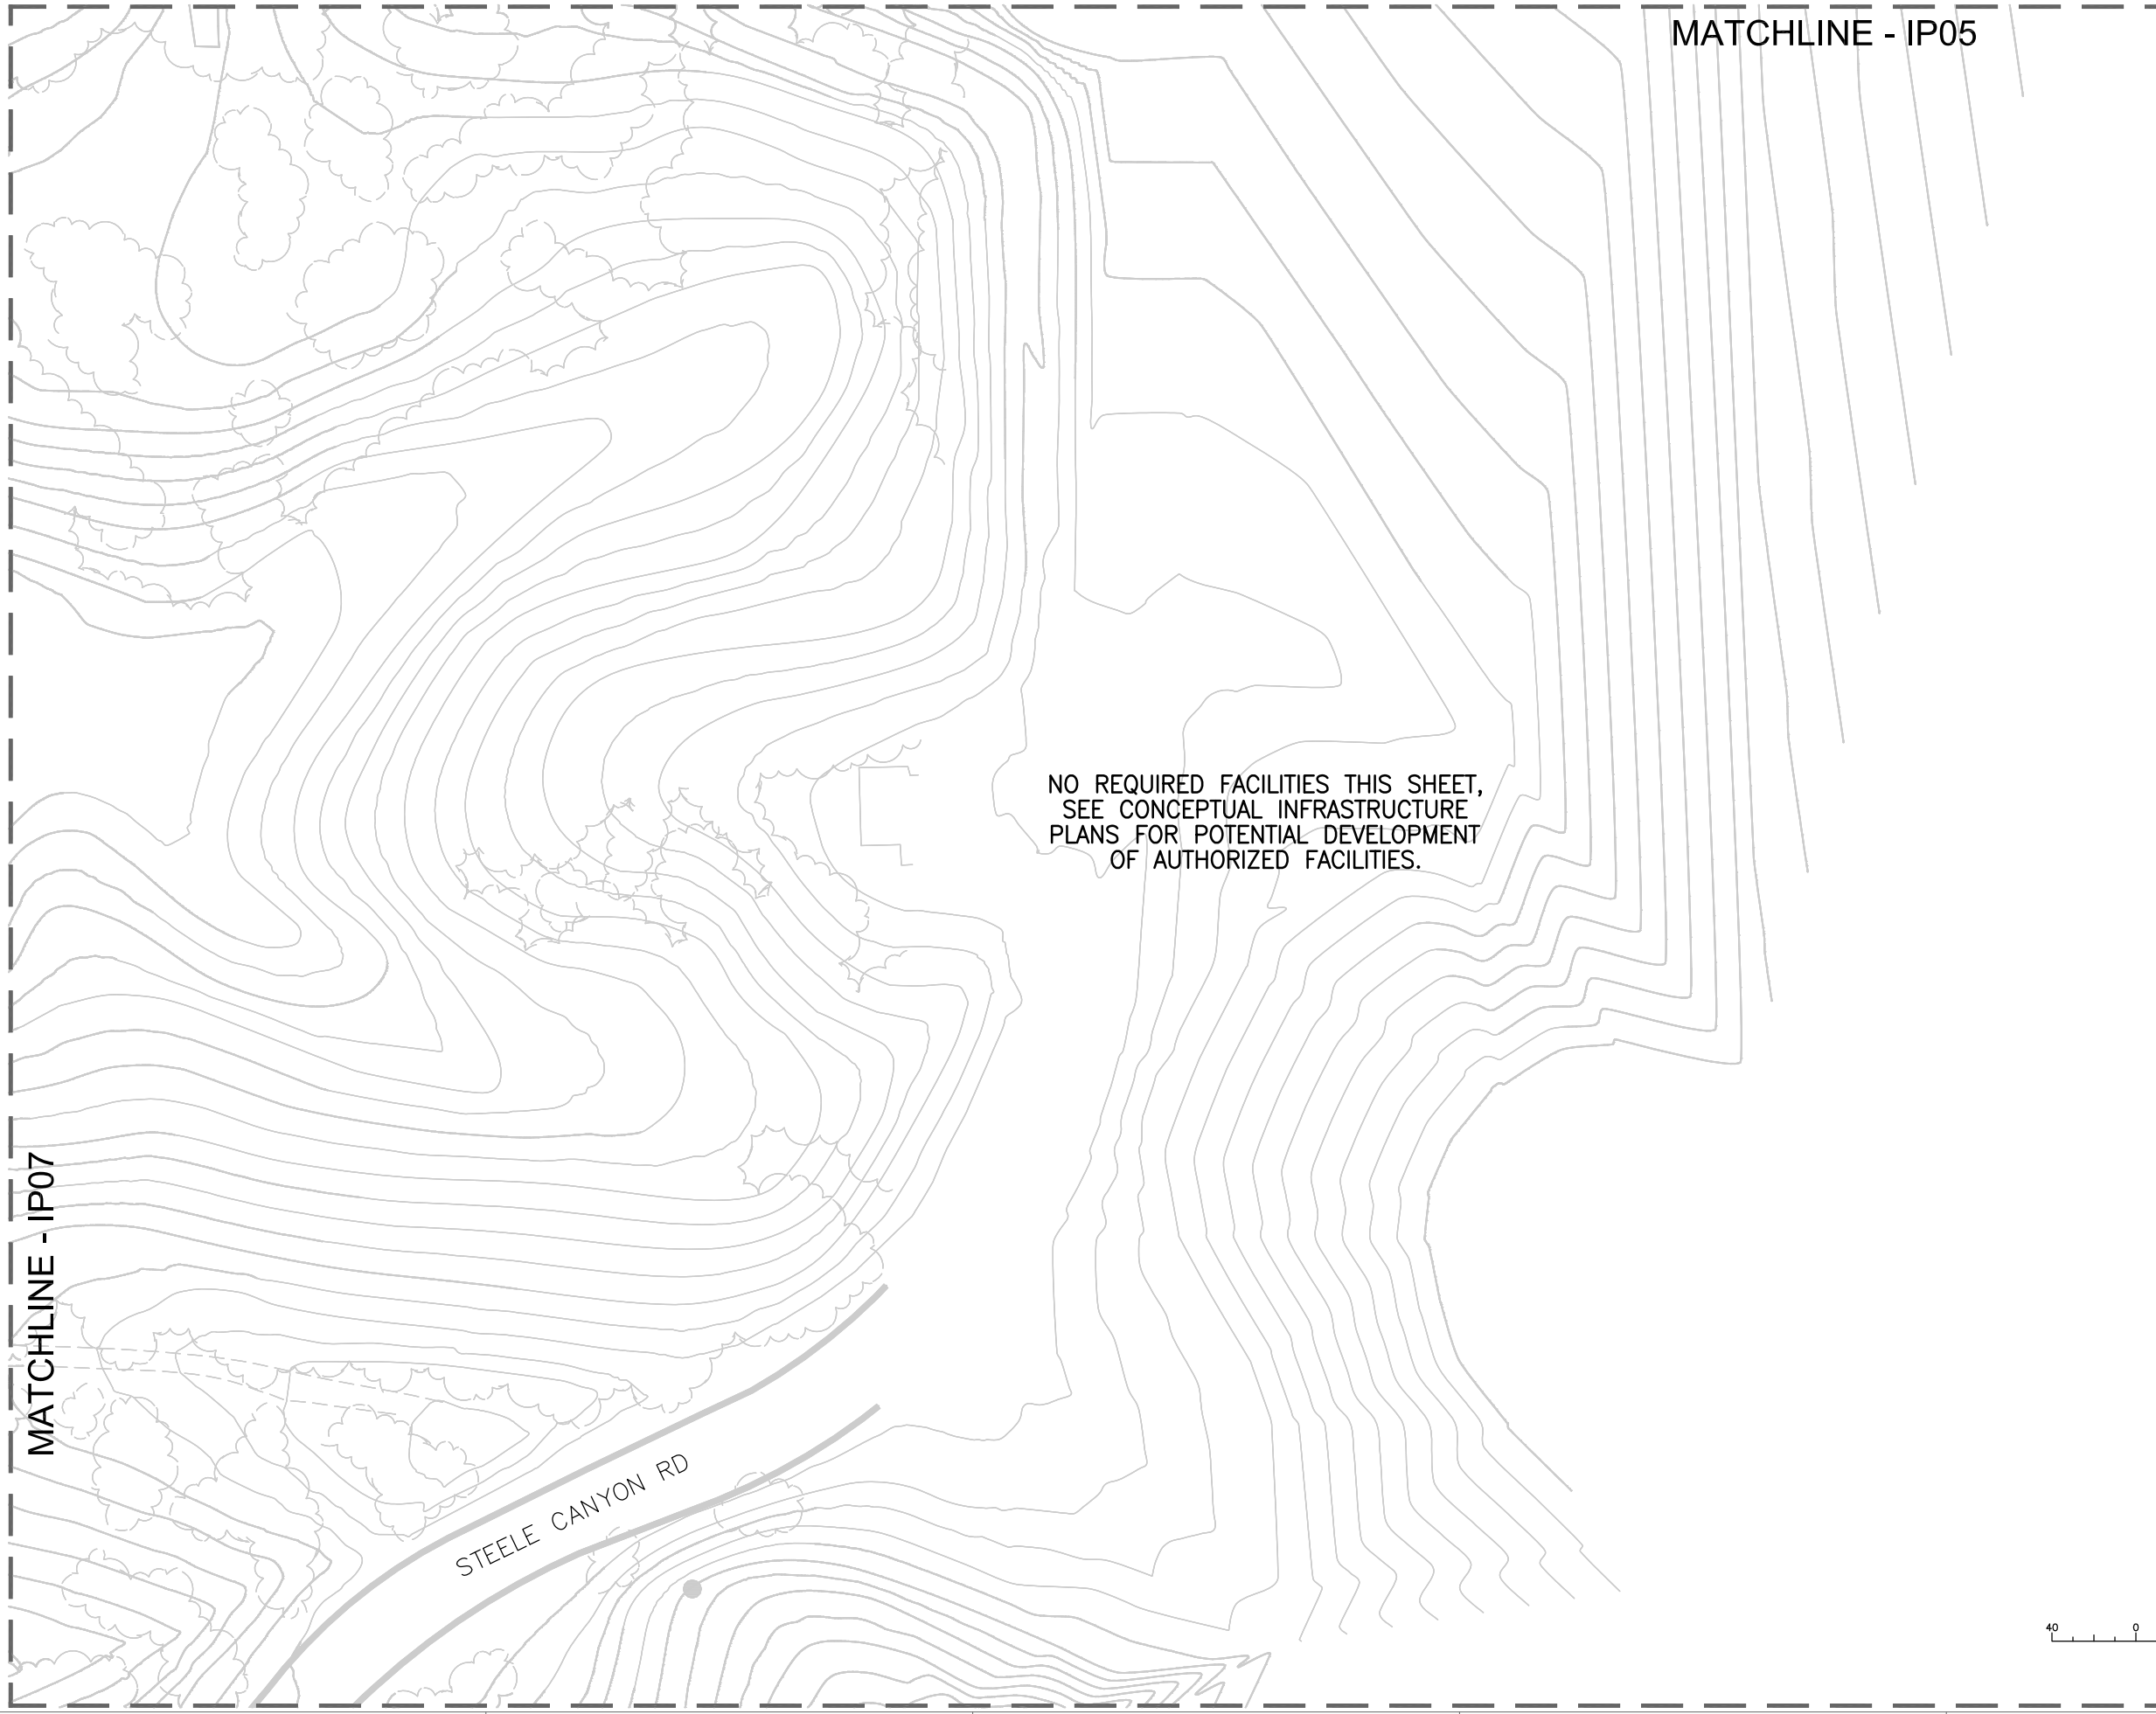 MATCHLINE - IP05
NO REQUIRED FACILITIES THIS SHEET,
SEE CONCEPTUAL INFRASTRUCTURE
PLANS FOR POTENTIAL DEVELOPMENT
OF AUTHORIZED FACILITIES.
MATCHLINE - IP07
STEELE CANYON RD
40 0